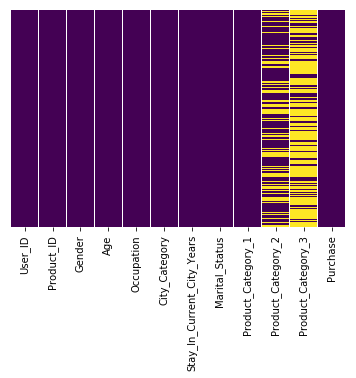 User_ID
Product_ID
Gender
Age
Occupation
City_Category
Stay_In_Current_City_Years
Marital_Status
Product_Category_1
Product_Category_2
Product_Category_3
Purchase